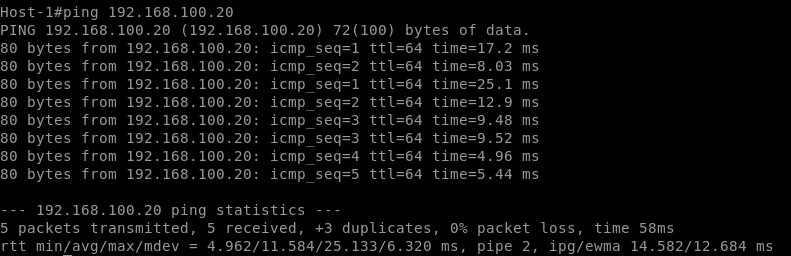 Host-1#ping 192.168.100.20
PING 192.168.100.20 (192.168.100.20) 72(100) bytes of data.
80 bytes from 192.168.100.20: icmp_seq=1 ttl=64 time=17.2 ms
80 bytes from 192.168.100.20: icmp_seq=2 ttl=64 time=8.03 ms
80 bytes from 192.168.100.20: icmp_seq=1 ttl=64 time=25.1 ms
80 bytes from 192.168.100.20: icmp_seq=2 ttl=64 time=12.9 ms
80 bytes from 192.168.100.20: icmp_seq=3 ttl=64 time=9.48 ms
80 bytes from 192.168.100.20: icmp_seq=3 ttl=64 time=9.52 ms
80 bytes from 192.168.100.20: icmp_seq=4 ttl=64 time=4.96 ms
80 bytes from 192.168.100.20: icmp_seq=5 ttl=64 time=5.44 ms

--- 192.168.100.20 ping statistics ---
5 packets transmitted, 5 received, +3 duplicates, 0% packet loss, time 58ms
rtt min/avg/max/mdev = 4.962/11.584/25.133/6.320 ms, pipe 2, ipg/ewma 14.582/12.684 ms